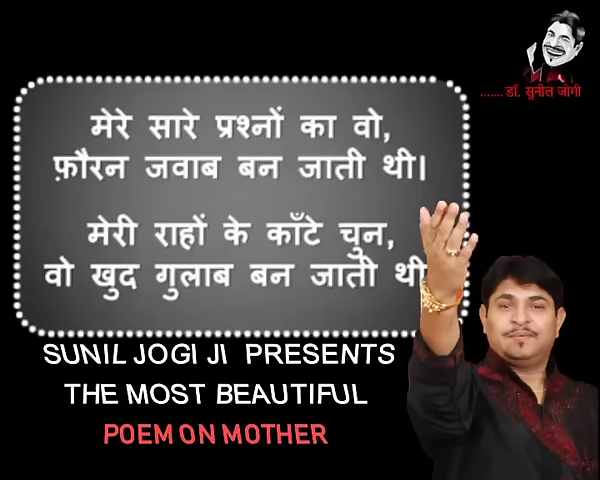 .......डॉ. सुनील जोगी
मेरे सारे प्रश्नों का वो,
फ़ौरन जवाब बन जाती थी।
मेरी राहों के काँटे चुन,
वो खुद गुलाब बन जाती थी
SUNIL JOGI JI PRESENTS
THE MOST BEAUTIFUL
POEM ON MOTHER